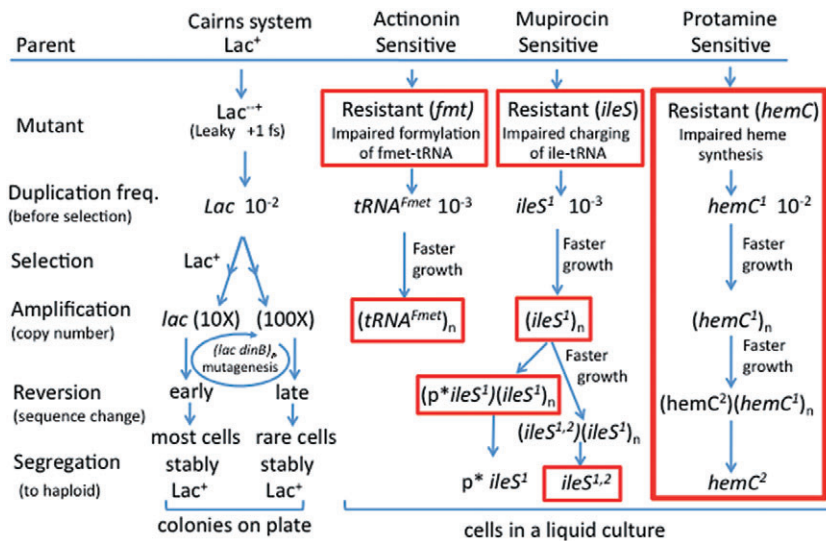 Cairns system Actinonin Mupirocin Protamine
Parent Lac⁺ Sensitive Sensitive Sensitive
Mutant Lac⁻⁻⁺ Resistant (fmt) Resistant (ileS) Resistant (hemC)
(Leaky +1 fs) Impaired formylation Impaired charging Impaired heme
of fmet-tRNA of ile-tRNA synthesis
Duplication freq. Lac 10⁻² tRNA^Fmet 10⁻³ ileS¹ 10⁻³ hemC¹ 10⁻²
(before selection)
Selection Lac⁺ Faster Faster Faster
growth growth growth
Amplification lac (10X) (100X) (tRNA^Fmet)ₙ (ileS¹)ₙ (hemC¹)ₙ
(copy number)
(lac dinB)ₙ Faster Faster
mutagenesis growth growth
Reversion early late (p*ileS¹)(ileS¹)ₙ (hemC²)(hemC¹)ₙ
(sequence change)
most cells rare cells (ileS¹,²)(ileS¹)ₙ
Segregation stably stably
(to haploid) Lac⁺ Lac⁺ p* ileS¹ ileS¹,² hemC²
colonies on plate cells in a liquid culture